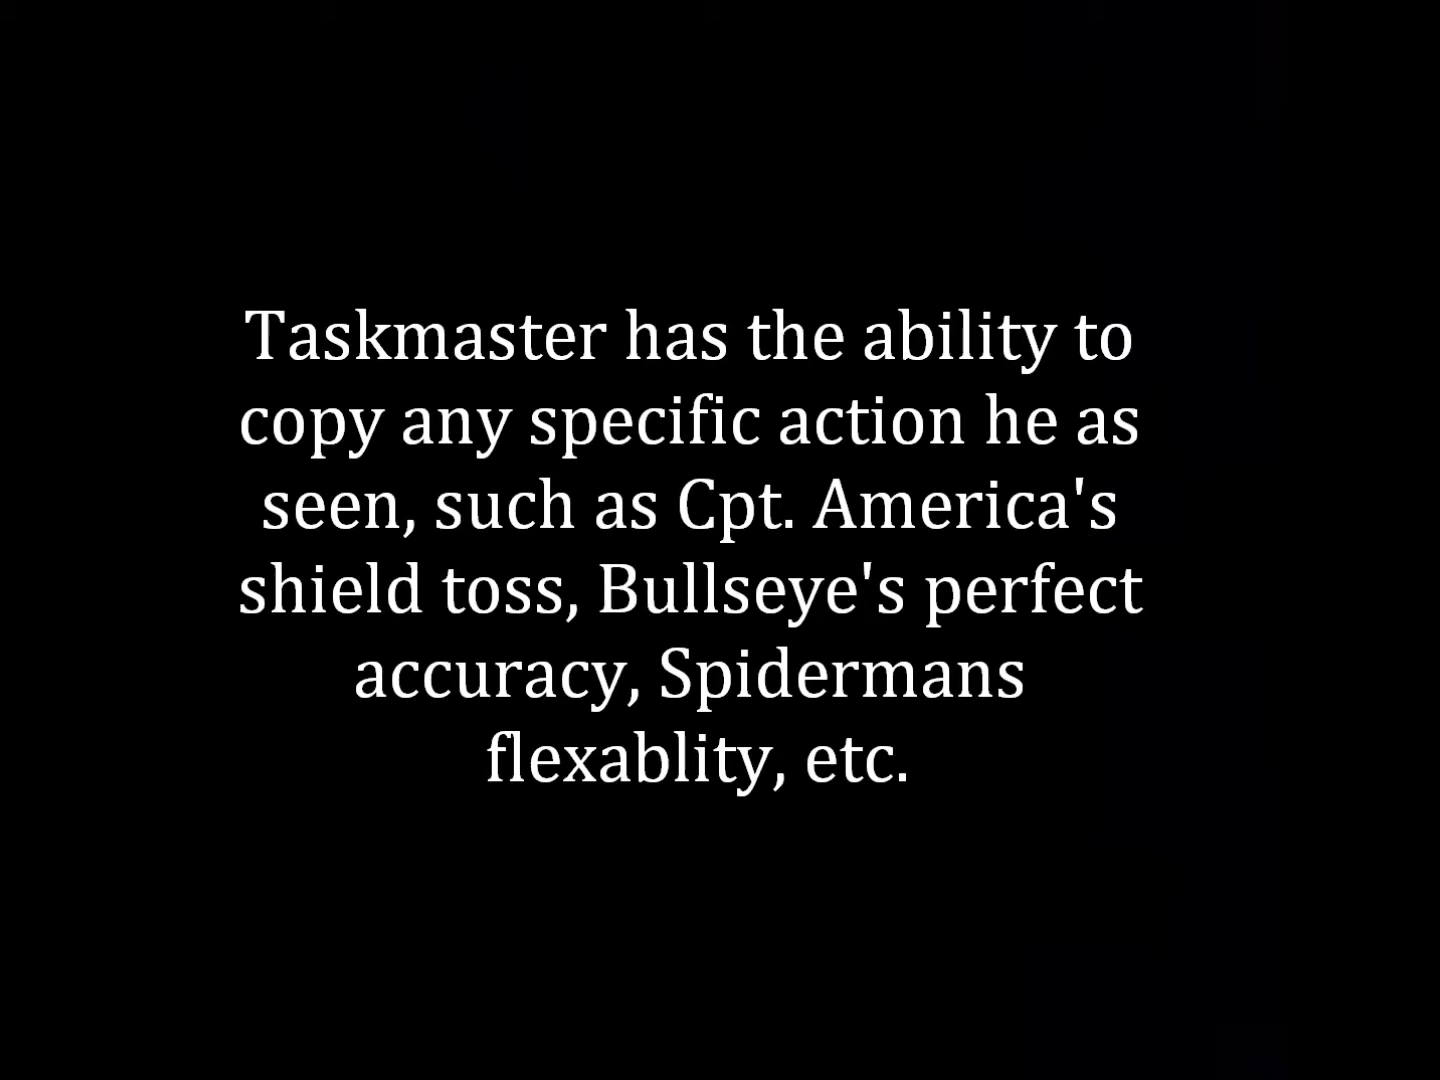 Taskmaster has the ability to
copy any specific action he as
seen, such as Cpt. America's
shield toss, Bullseye's perfect
accuracy, Spidermans
flexablity, etc.